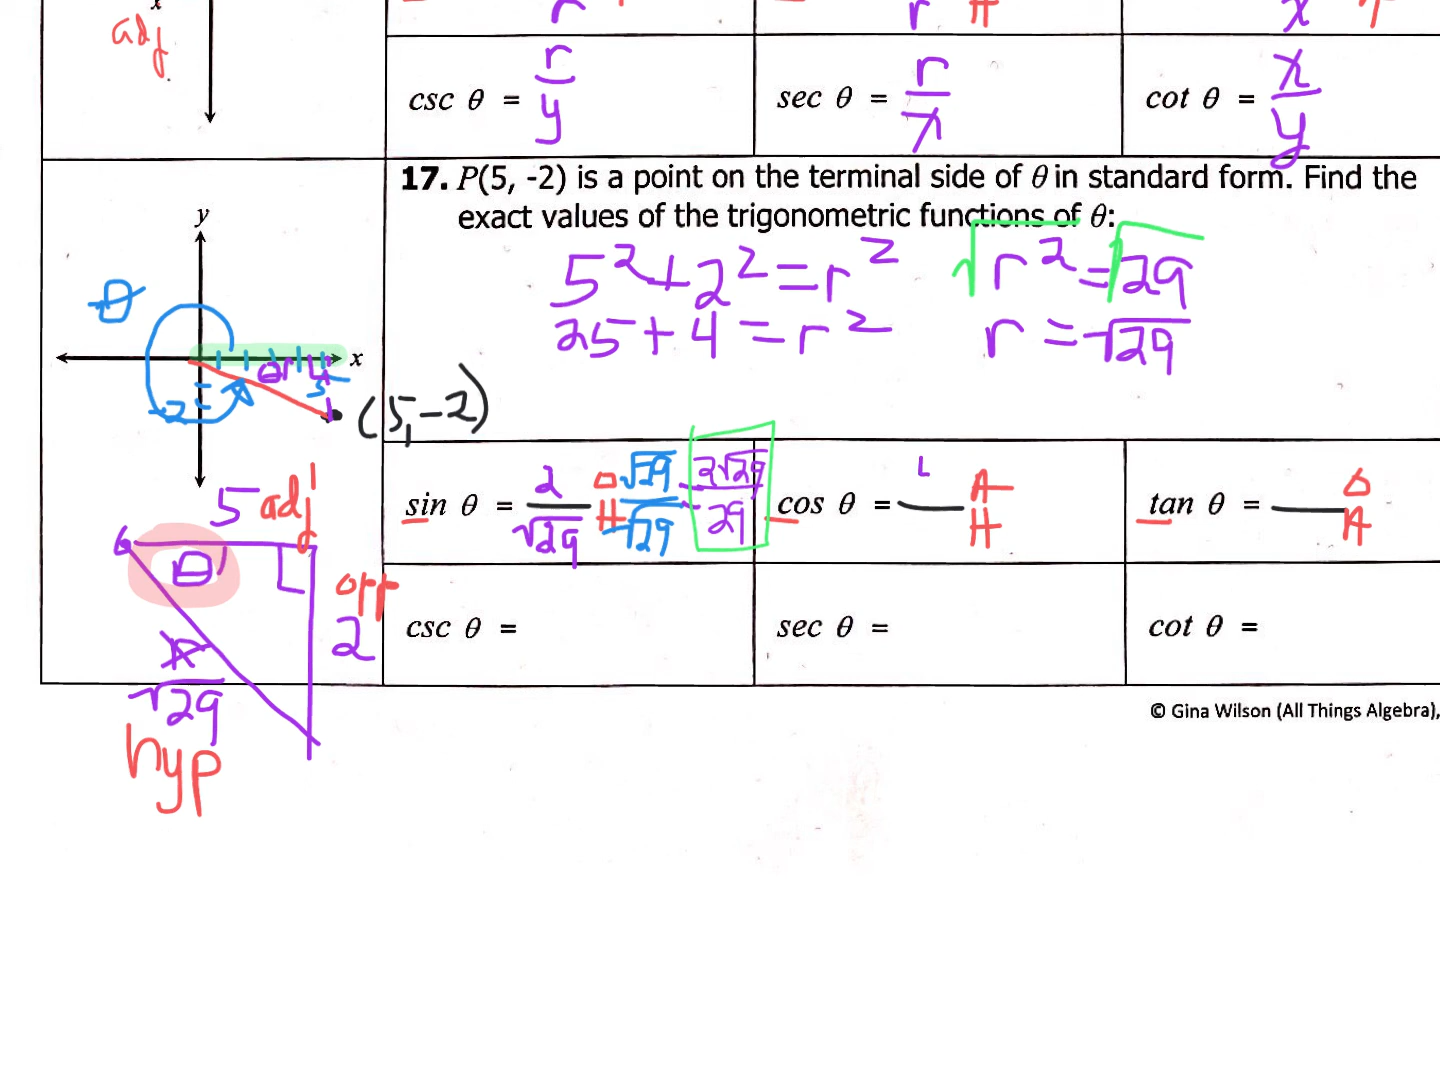 adj
x
r
r H
x
csc θ = r/y
sec θ = r/x
cot θ = x/y
17. P(5, -2) is a point on the terminal side of θ in standard form. Find the
exact values of the trigonometric functions of θ:
5² + 2² = r²
√r² = √29
25 + 4 = r²
r = √29
y
θ
x
5
-2
(5, -2)
sin θ = 2/√29 O/H √29/√29 = 2√29/29
cos θ = A/H
tan θ = O/A
csc θ =
sec θ =
cot θ =
5 adj
θ
opp
2
√29
hyp
© Gina Wilson (All Things Algebra),